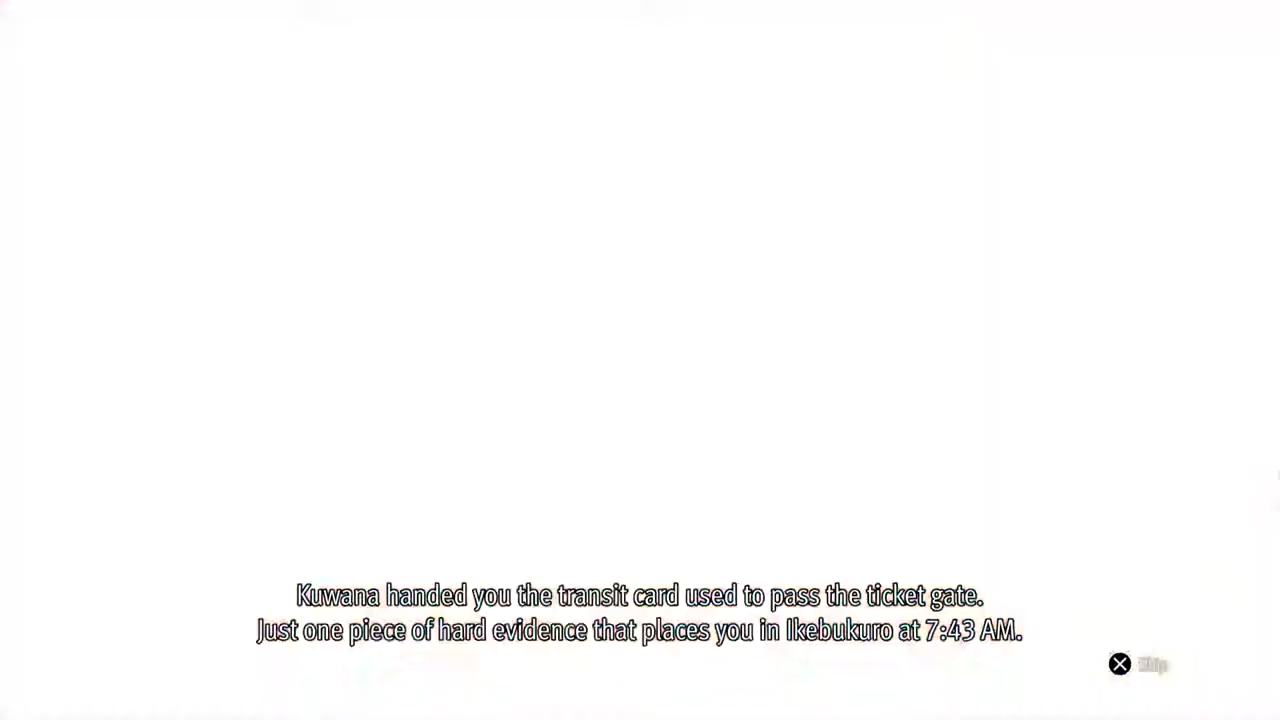 Kuwana handed you the transit card used to pass the ticket gate.
Just one piece of hard evidence that places you in Ikebukuro at 7:43 AM.
Skip